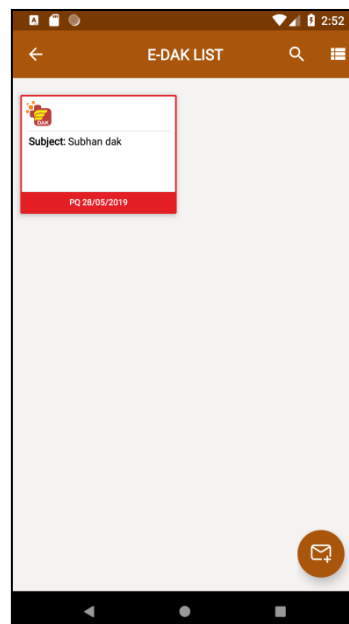 2:52
E-DAK LIST
DAK
Subject: Subhan dak
PQ 28/05/2019